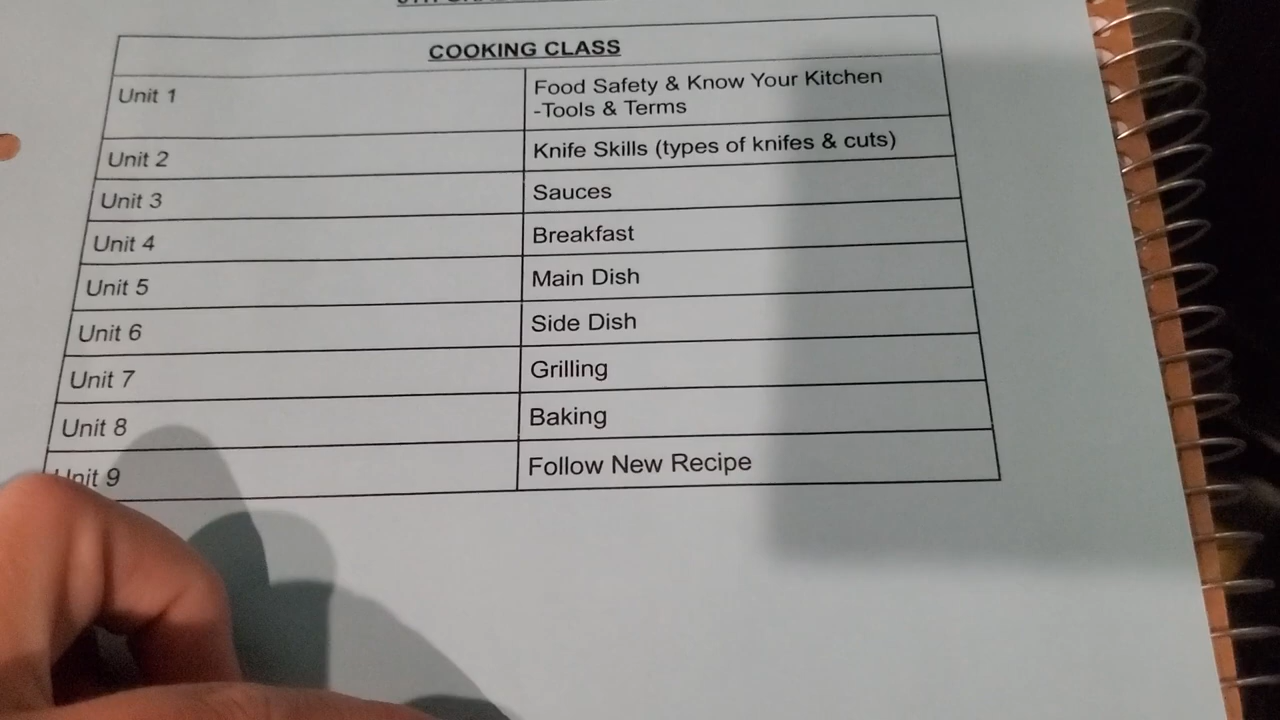 COOKING CLASS
Unit 1
Food Safety & Know Your Kitchen
-Tools & Terms
Unit 2
Knife Skills (types of knifes & cuts)
Unit 3
Sauces
Unit 4
Breakfast
Unit 5
Main Dish
Unit 6
Side Dish
Unit 7
Grilling
Unit 8
Baking
Unit 9
Follow New Recipe